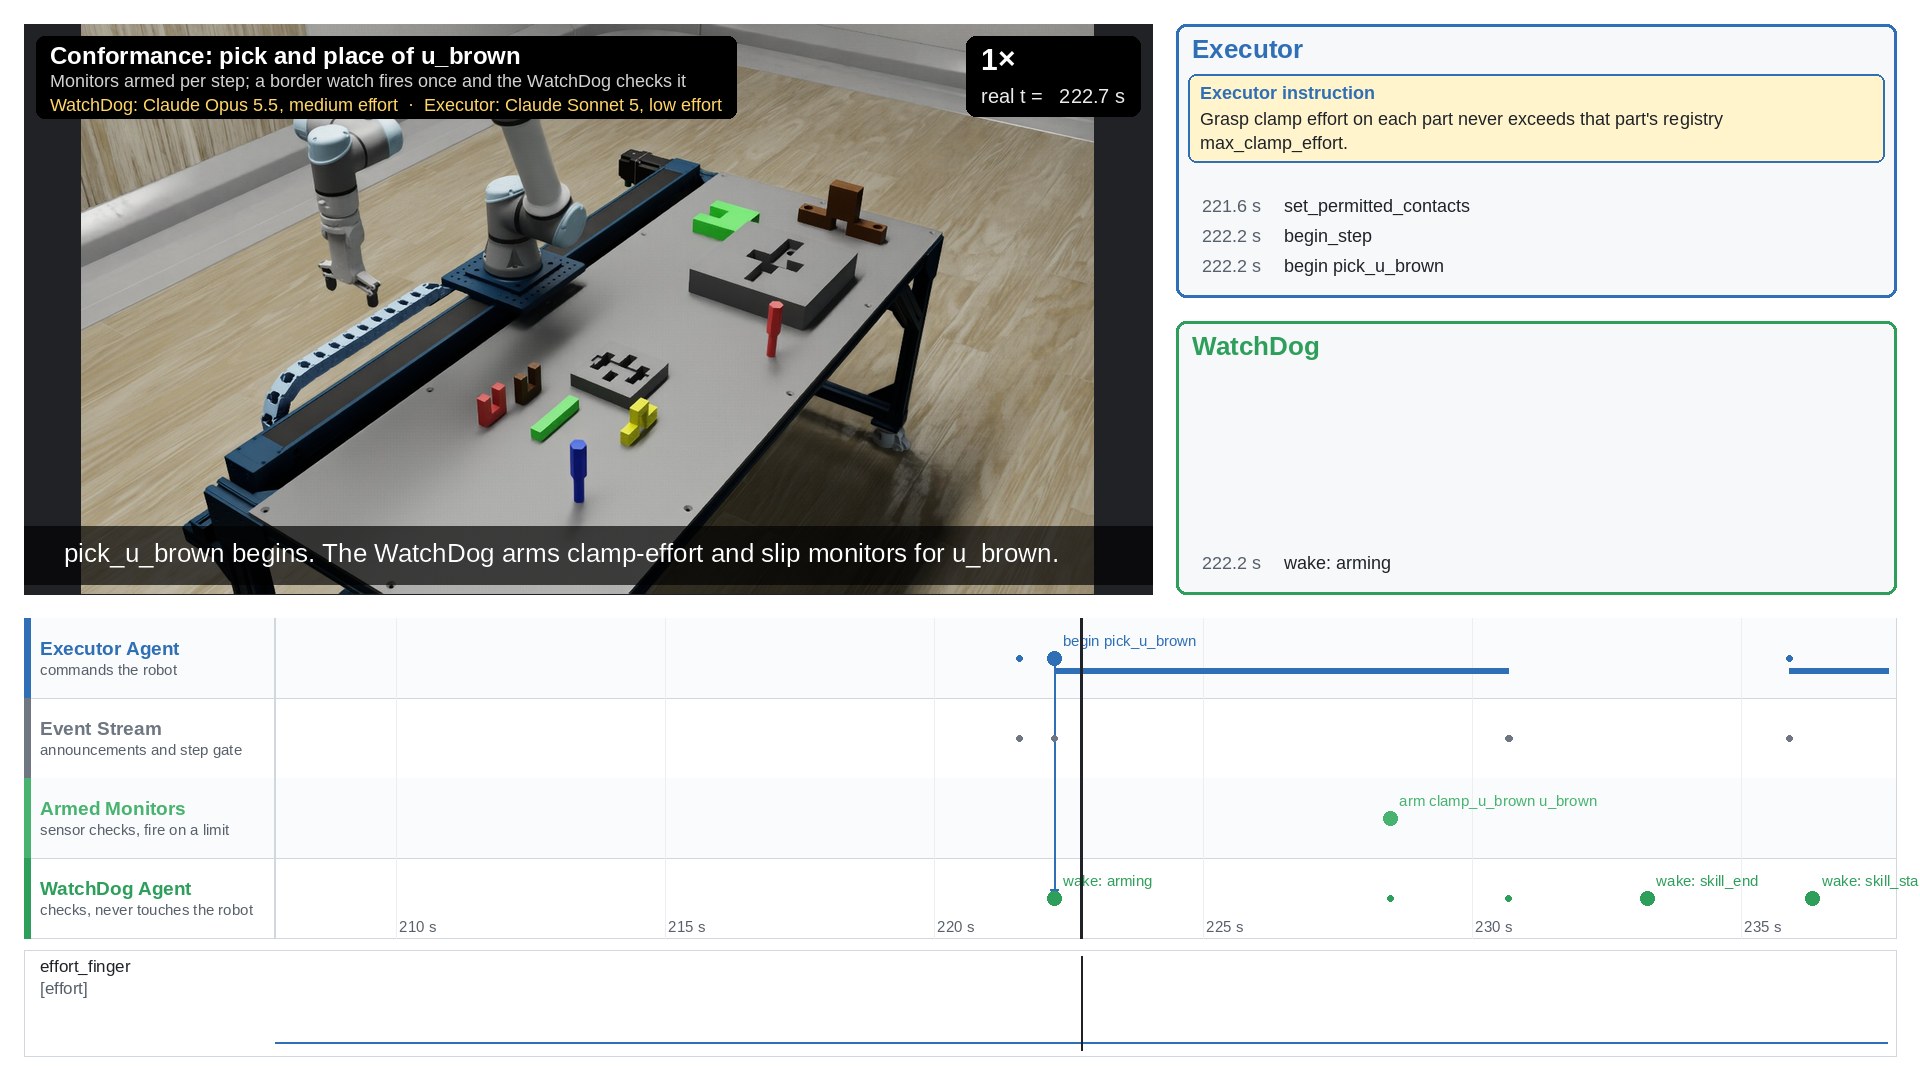 Conformance: pick and place of u_brown
Monitors armed per step; a border watch fires once and the WatchDog checks it
WatchDog: Claude Opus 5.5, medium effort · Executor: Claude Sonnet 5, low effort
1×
real t = 222.7 s
pick_u_brown begins. The WatchDog arms clamp-effort and slip monitors for u_brown.
Executor
Executor instruction
Grasp clamp effort on each part never exceeds that part's registry
max_clamp_effort.
221.6 s set_permitted_contacts
222.2 s begin_step
222.2 s begin pick_u_brown
WatchDog
222.2 s wake: arming
Executor Agent
commands the robot
begin pick_u_brown
Event Stream
announcements and step gate
Armed Monitors
sensor checks, fire on a limit
arm clamp_u_brown u_brown
WatchDog Agent
checks, never touches the robot
wake: arming
wake: skill_end
wake: skill_sta
210 s
215 s
220 s
225 s
230 s
235 s
effort_finger
[effort]